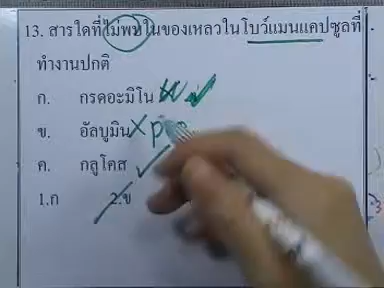 13. สารใดที่ไม่พบในของเหลวในโบว์แมนแคปซูลที่
ทำงานปกติ
ก. กรดอะมิโน
ข. อัลบูมิน
ค. กลูโคส
1.ก 2.ข